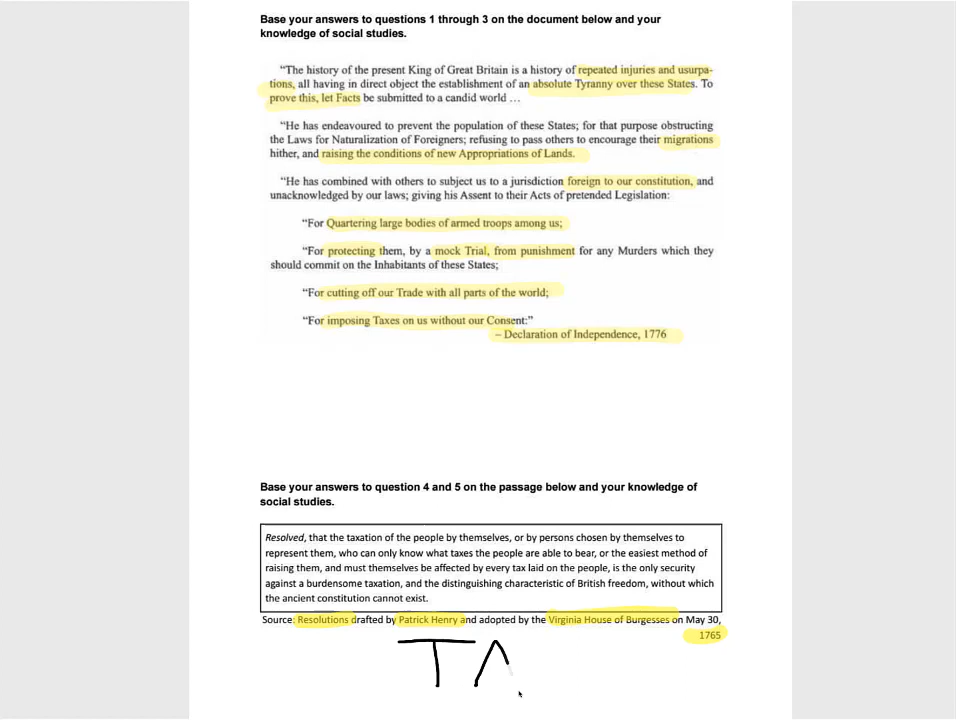 Base your answers to questions 1 through 3 on the document below and your
knowledge of social studies.
“The history of the present King of Great Britain is a history of repeated injuries and usurpa-
tions, all having in direct object the establishment of an absolute Tyranny over these States. To
prove this, let Facts be submitted to a candid world ...
“He has endeavoured to prevent the population of these States; for that purpose obstructing
the Laws for Naturalization of Foreigners; refusing to pass others to encourage their migrations
hither, and raising the conditions of new Appropriations of Lands.
“He has combined with others to subject us to a jurisdiction foreign to our constitution, and
unacknowledged by our laws; giving his Assent to their Acts of pretended Legislation:
“For Quartering large bodies of armed troops among us;
“For protecting them, by a mock Trial, from punishment for any Murders which they
should commit on the Inhabitants of these States;
“For cutting off our Trade with all parts of the world;
“For imposing Taxes on us without our Consent:”
– Declaration of Independence, 1776
Base your answers to question 4 and 5 on the passage below and your knowledge of
social studies.
Resolved, that the taxation of the people by themselves, or by persons chosen by themselves to
represent them, who can only know what taxes the people are able to bear, or the easiest method of
raising them, and must themselves be affected by every tax laid on the people, is the only security
against a burdensome taxation, and the distinguishing characteristic of British freedom, without which
the ancient constitution cannot exist.
Source: Resolutions drafted by Patrick Henry and adopted by the Virginia House of Burgesses on May 30,
1765
TA